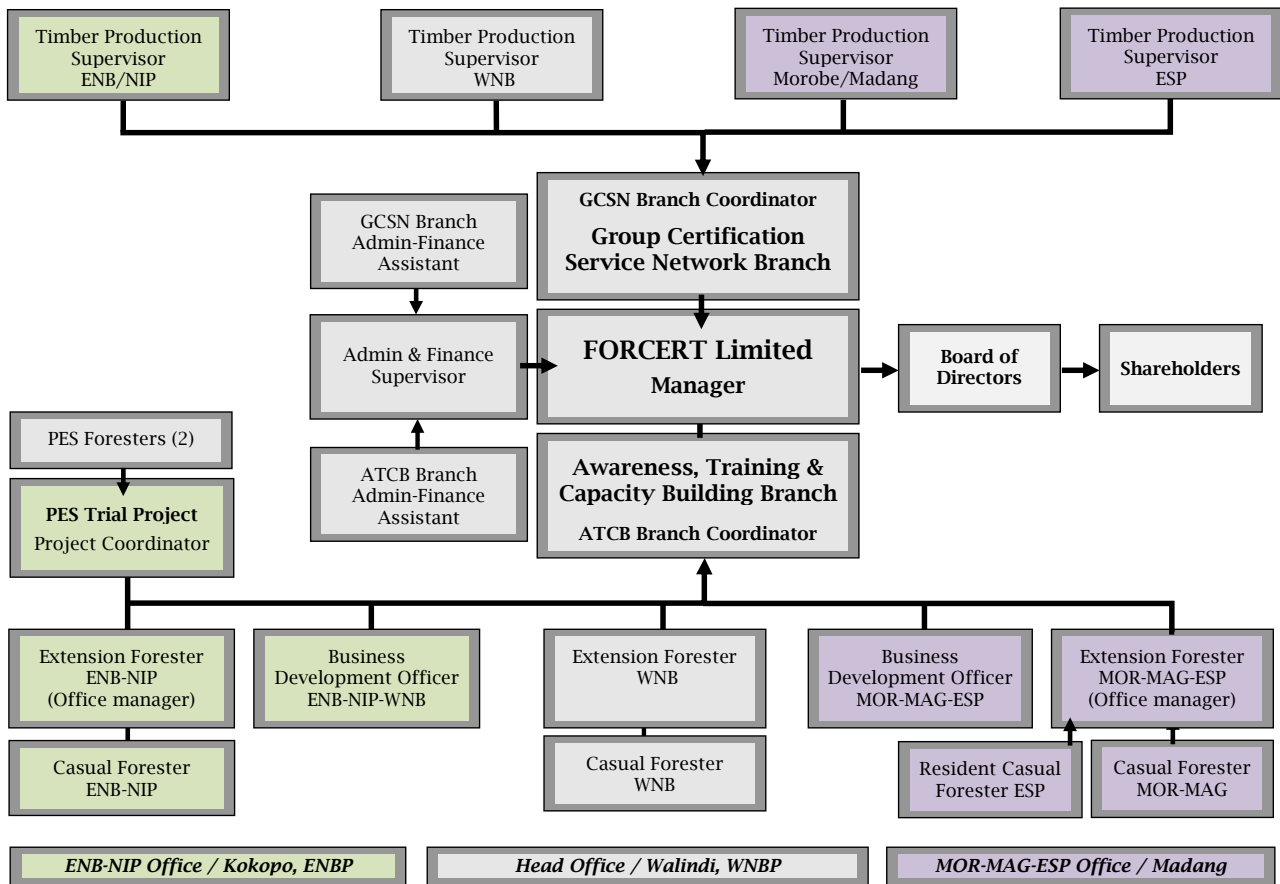 Timber Production
Supervisor
ENB/NIP
Timber Production
Supervisor
WNB
Timber Production
Supervisor
Morobe/Madang
Timber Production
Supervisor
ESP
GCSN Branch
Admin-Finance
Assistant
GCSN Branch Coordinator
Group Certification
Service Network Branch
Admin & Finance
Supervisor
FORCERT Limited
Manager
Board of
Directors
Shareholders
PES Foresters (2)
PES Trial Project
Project Coordinator
ATCB Branch
Admin-Finance
Assistant
Awareness, Training &
Capacity Building Branch
ATCB Branch Coordinator
Extension Forester
ENB-NIP
(Office manager)
Business
Development Officer
ENB-NIP-WNB
Extension Forester
WNB
Business
Development Officer
MOR-MAG-ESP
Extension Forester
MOR-MAG-ESP
(Office manager)
Casual Forester
ENB-NIP
Casual Forester
WNB
Resident Casual
Forester ESP
Casual Forester
MOR-MAG
ENB-NIP Office / Kokopo, ENBP
Head Office / Walindi, WNBP
MOR-MAG-ESP Office / Madang